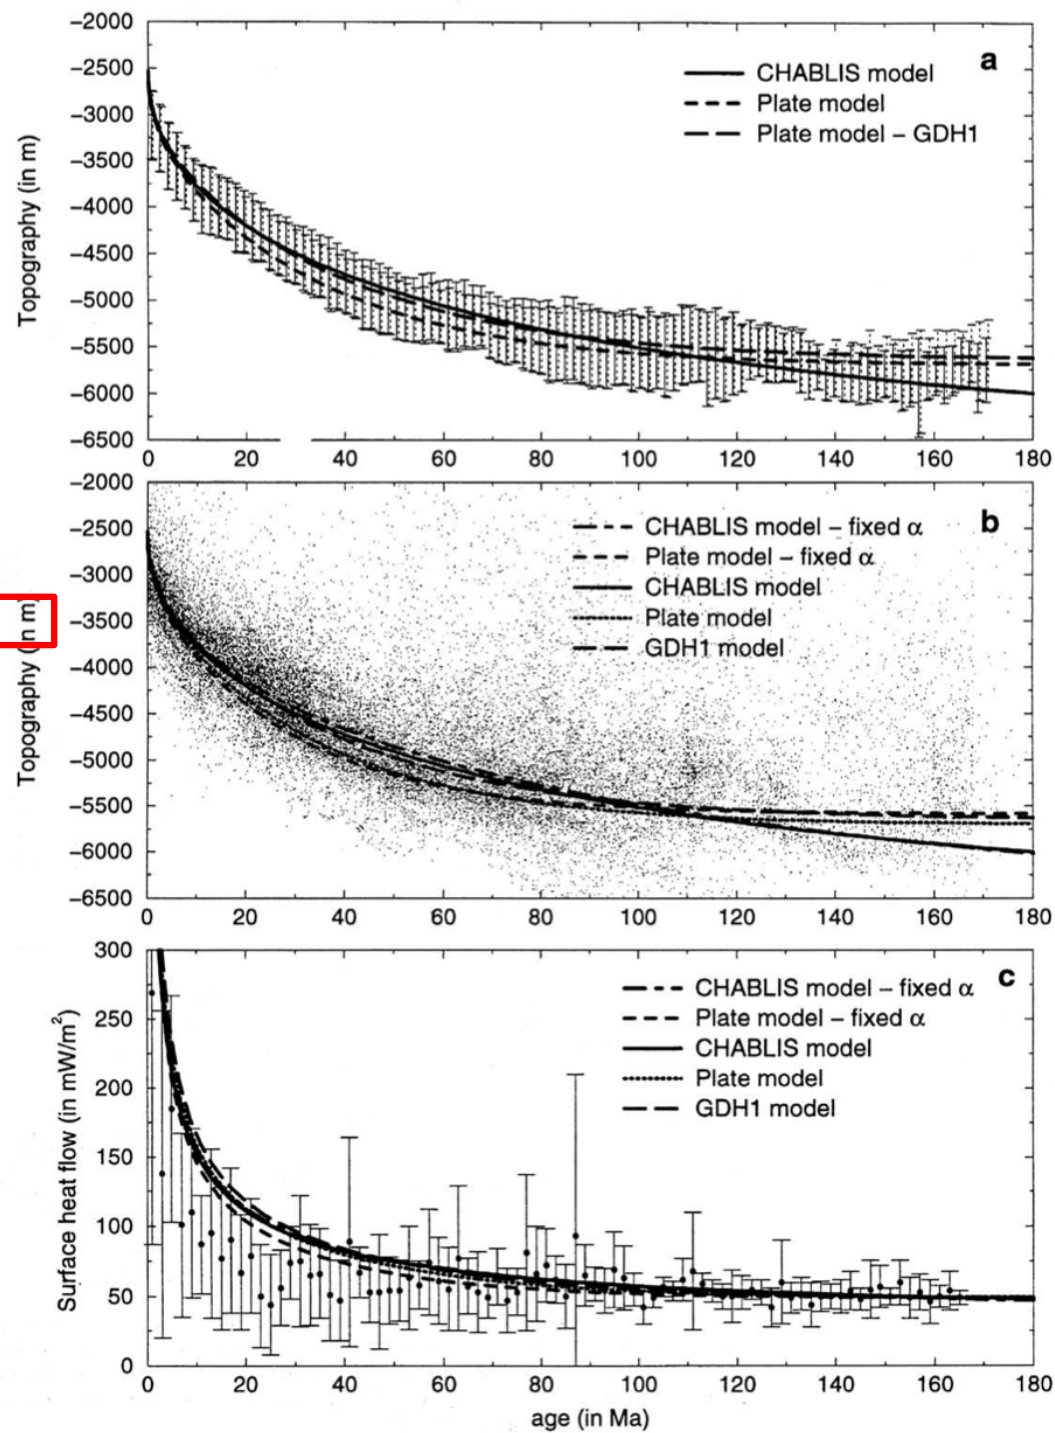 −2000
−2500
−3000
−3500
−4000
−4500
−5000
−5500
−6000
−6500
Topography (in m)
a
CHABLIS model
Plate model
Plate model − GDH1
0 20 40 60 80 100 120 140 160 180
−2000
−2500
−3000
−3500
−4000
−4500
−5000
−5500
−6000
−6500
Topography (in m)
b
CHABLIS model − fixed α
Plate model − fixed α
CHABLIS model
Plate model
GDH1 model
0 20 40 60 80 100 120 140 160 180
300
250
200
150
100
50
0
Surface heat flow (in mW/m²)
c
CHABLIS model − fixed α
Plate model − fixed α
CHABLIS model
Plate model
GDH1 model
0 20 40 60 80 100 120 140 160 180
age (in Ma)